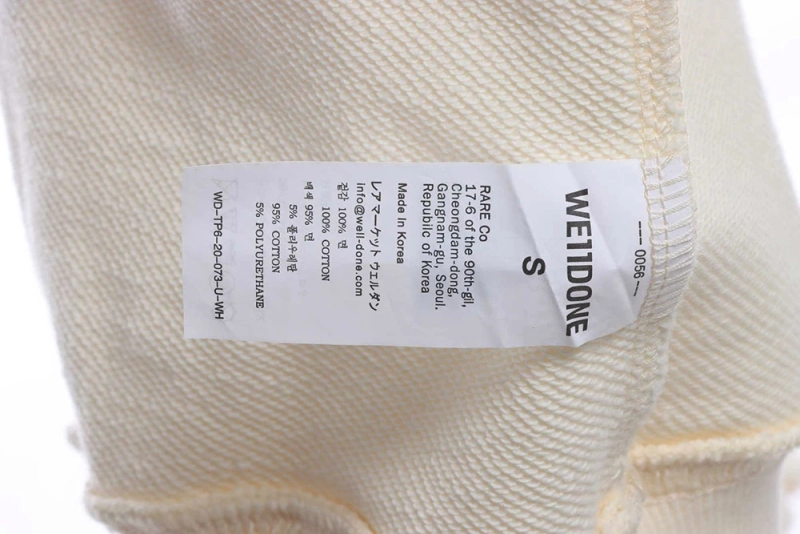 — 0056 —
WE11DONE
S
RARE Co
17-6 of the 90th-gil,
Cheongdam-dong,
Gangnam-gu, Seoul.
Republic of Korea
Made In Korea
レアマーケット ウェルダン
Info@well-done.com
겉감 100% 면
100% COTTON
배색 95% 면
5% 폴리우레탄
95% COTTON
5% POLYURETHANE
WD-TP6-20-073-U-WH